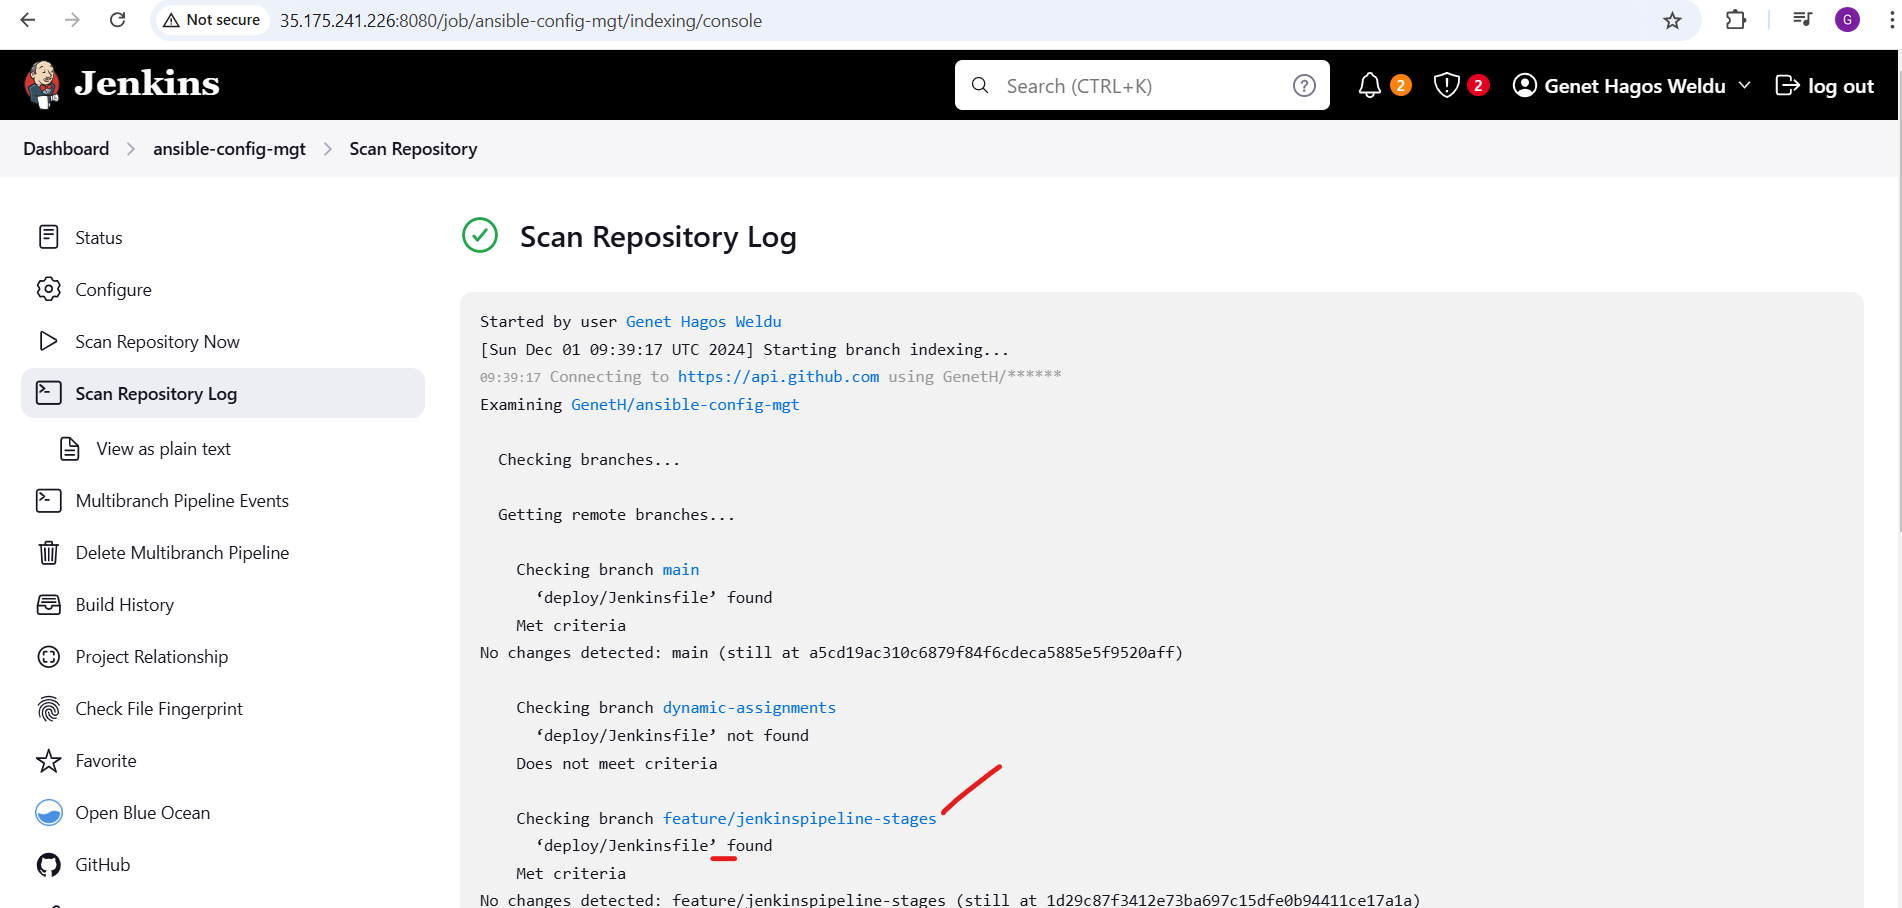 Not secure 35.175.241.226:8080/job/ansible-config-mgt/indexing/console G
Jenkins Search (CTRL+K) ? 2 2 Genet Hagos Weldu log out
Dashboard ansible-config-mgt Scan Repository
Status
Configure
Scan Repository Now
Scan Repository Log
View as plain text
Multibranch Pipeline Events
Delete Multibranch Pipeline
Build History
Project Relationship
Check File Fingerprint
Favorite
Open Blue Ocean
GitHub
Scan Repository Log
Started by user Genet Hagos Weldu
[Sun Dec 01 09:39:17 UTC 2024] Starting branch indexing...
09:39:17 Connecting to https://api.github.com using GenetH/******
Examining GenetH/ansible-config-mgt
Checking branches...
Getting remote branches...
Checking branch main
‘deploy/Jenkinsfile’ found
Met criteria
No changes detected: main (still at a5cd19ac310c6879f84f6cdeca5885e5f9520aff)
Checking branch dynamic-assignments
‘deploy/Jenkinsfile’ not found
Does not meet criteria
Checking branch feature/jenkinspipeline-stages
‘deploy/Jenkinsfile’ found
Met criteria
No changes detected: feature/jenkinspipeline-stages (still at 1d29c87f3412e73ba697c15dfe0b94411ce17a1a)